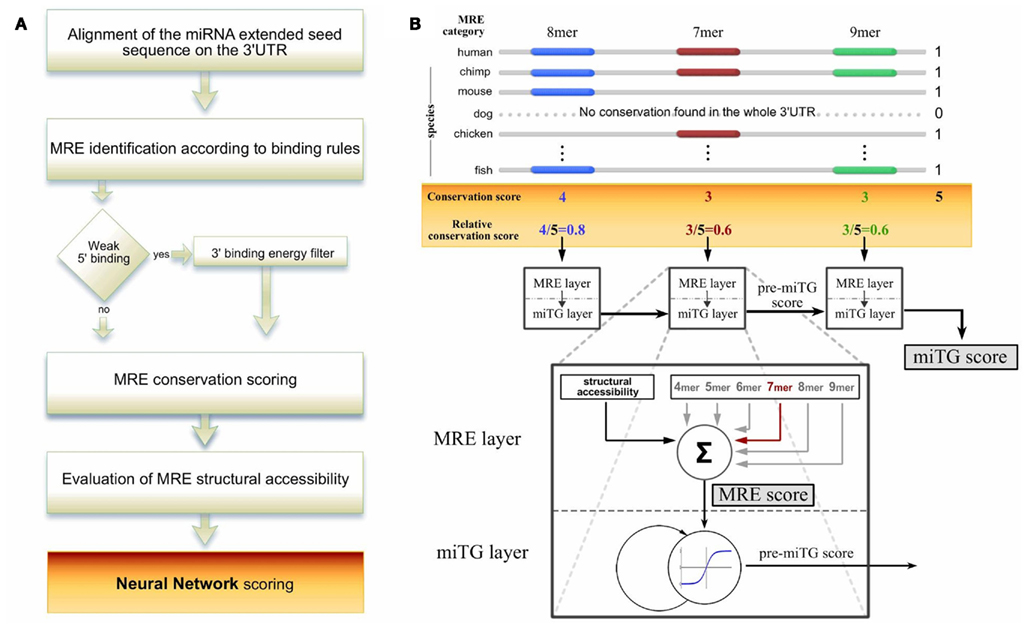 A
Alignment of the miRNA extended seed
sequence on the 3'UTR
MRE identification according to binding rules
Weak
5' binding
yes
3' binding energy filter
no
MRE conservation scoring
Evaluation of MRE structural accessibility
Neural Network scoring
B
MRE
category
8mer
7mer
9mer
human
1
chimp
1
mouse
1
dog
No conservation found in the whole 3'UTR
0
chicken
1
fish
1
species
Conservation score
4
3
3
5
Relative
conservation score
4/5=0.8
3/5=0.6
3/5=0.6
MRE layer
miTG layer
MRE layer
miTG layer
pre-miTG
score
MRE layer
miTG layer
miTG score
structural
accessibility
4mer 5mer 6mer 7mer 8mer 9mer
MRE layer
Σ
MRE score
miTG layer
pre-miTG score